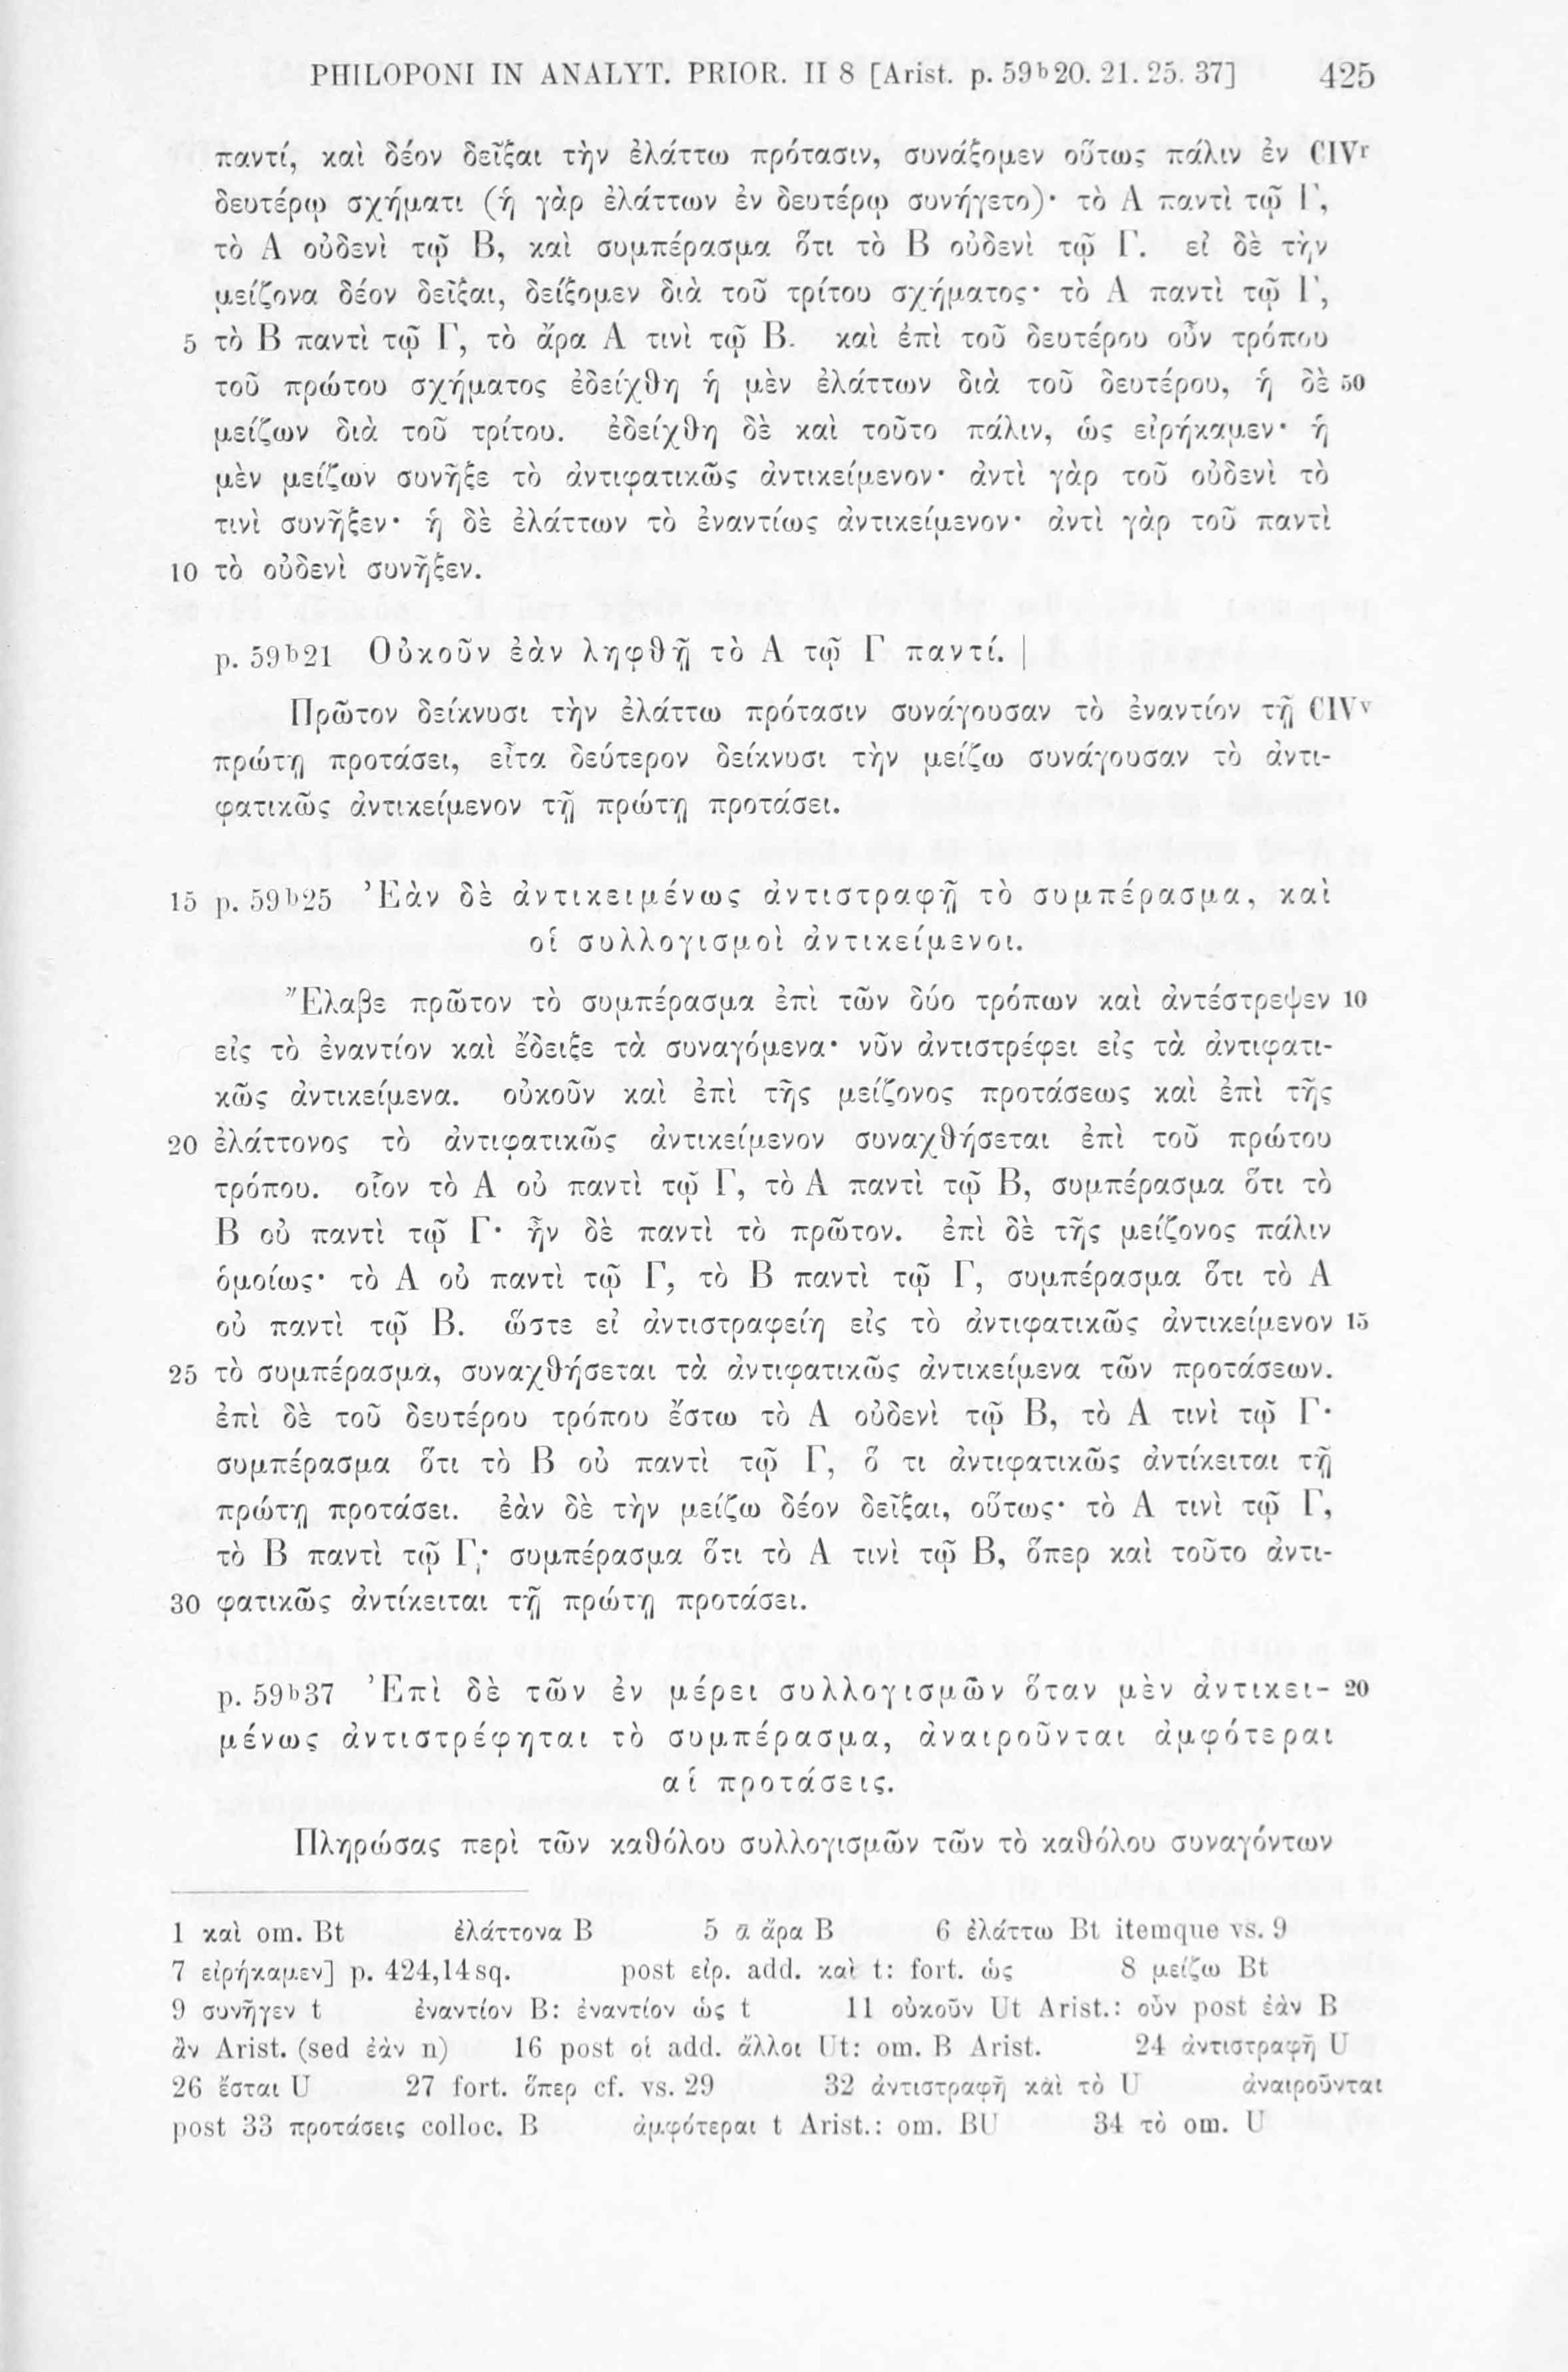 PHILOPONI IN ANALYT. PRIOR. II 8 [Arist. p. 59ᵇ20. 21. 25. 37] 425
παντί, καὶ δέον δεῖξαι τὴν ἐλάττω πρότασιν, συνάξομεν οὕτως πάλιν ἐν CIVʳ
δευτέρῳ σχήματι (ἡ γὰρ ἐλάττων ἐν δευτέρῳ συνήγετο)· τὸ Α παντὶ τῷ Γ,
τὸ Α οὐδενὶ τῷ Β, καὶ συμπέρασμα ὅτι τὸ Β οὐδενὶ τῷ Γ. εἰ δὲ τὴν
μείζονα δέον δεῖξαι, δείξομεν διὰ τοῦ τρίτου σχήματος· τὸ Α παντὶ τῷ Γ,
5 τὸ Β παντὶ τῷ Γ, τὸ ἄρα Α τινὶ τῷ Β. καὶ ἐπὶ τοῦ δευτέρου οὖν τρόπου
τοῦ πρώτου σχήματος ἐδείχθη ἡ μὲν ἐλάττων διὰ τοῦ δευτέρου, ἡ δὲ 50
μείζων διὰ τοῦ τρίτου. ἐδείχθη δὲ καὶ τοῦτο πάλιν, ὡς εἰρήκαμεν· ἡ
μὲν μείζων συνῆξε τὸ ἀντιφατικῶς ἀντικείμενον· ἀντὶ γὰρ τοῦ οὐδενὶ τὸ
τινὶ συνῆξεν· ἡ δὲ ἐλάττων τὸ ἐναντίως ἀντικείμενον· ἀντὶ γὰρ τοῦ παντὶ
10 τὸ οὐδενὶ συνῆξεν.
p. 59ᵇ21 Οὐκοῦν ἐὰν ληφθῇ τὸ Α τῷ Γ παντί. |
Πρῶτον δείκνυσι τὴν ἐλάττω πρότασιν συνάγουσαν τὸ ἐναντίον τῇ CIVᵛ
πρώτῃ προτάσει, εἶτα δεύτερον δείκνυσι τὴν μείζω συνάγουσαν τὸ ἀντι-
φατικῶς ἀντικείμενον τῇ πρώτῃ προτάσει.
15 p. 59ᵇ25 Ἐὰν δὲ ἀντικειμένως ἀντιστραφῇ τὸ συμπέρασμα, καὶ
οἱ συλλογισμοὶ ἀντικείμενοι.
Ἔλαβε πρῶτον τὸ συμπέρασμα ἐπὶ τῶν δύο τρόπων καὶ ἀντέστρεψεν 10
εἰς τὸ ἐναντίον καὶ ἔδειξε τὰ συναγόμενα· νῦν ἀντιστρέφει εἰς τὰ ἀντιφατι-
κῶς ἀντικείμενα. οὐκοῦν καὶ ἐπὶ τῆς μείζονος προτάσεως καὶ ἐπὶ τῆς
20 ἐλάττονος τὸ ἀντιφατικῶς ἀντικείμενον συναχθήσεται ἐπὶ τοῦ πρώτου
τρόπου. οἷον τὸ Α οὐ παντὶ τῷ Γ, τὸ Α παντὶ τῷ Β, συμπέρασμα ὅτι τὸ
Β οὐ παντὶ τῷ Γ· ἦν δὲ παντὶ τὸ πρῶτον. ἐπὶ δὲ τῆς μείζονος πάλιν
ὁμοίως· τὸ Α οὐ παντὶ τῷ Γ, τὸ Β παντὶ τῷ Γ, συμπέρασμα ὅτι τὸ Α
οὐ παντὶ τῷ Β. ὥστε εἰ ἀντιστραφείη εἰς τὸ ἀντιφατικῶς ἀντικείμενον 15
25 τὸ συμπέρασμα, συναχθήσεται τὰ ἀντιφατικῶς ἀντικείμενα τῶν προτάσεων.
ἐπὶ δὲ τοῦ δευτέρου τρόπου ἔστω τὸ Α οὐδενὶ τῷ Β, τὸ Α τινὶ τῷ Γ·
συμπέρασμα ὅτι τὸ Β οὐ παντὶ τῷ Γ, ὅ τι ἀντιφατικῶς ἀντίκειται τῇ
πρώτῃ προτάσει. ἐὰν δὲ τὴν μείζω δέον δεῖξαι, οὕτως· τὸ Α τινὶ τῷ Γ,
τὸ Β παντὶ τῷ Γ· συμπέρασμα ὅτι τὸ Α τινὶ τῷ Β, ὅπερ καὶ τοῦτο ἀντι-
30 φατικῶς ἀντίκειται τῇ πρώτῃ προτάσει.
p. 59ᵇ37 Ἐπὶ δὲ τῶν ἐν μέρει συλλογισμῶν ὅταν μὲν ἀντικει- 20
μένως ἀντιστρέφηται τὸ συμπέρασμα, ἀναιροῦνται ἀμφότεραι
αἱ προτάσεις.
Πληρώσας περὶ τῶν καθόλου συλλογισμῶν τῶν τὸ καθόλου συναγόντων
1 καὶ om. Bt ἐλάττονα B 5 ᾱ ἄρα B 6 ἐλάττω Bt itemque vs. 9
7 εἰρήκαμεν] p. 424,14 sq. post εἰρ. add. καὶ t: fort. ὡς 8 μείζω Bt
9 συνῆγεν t ἐναντίον B: ἐναντίον ὡς t 11 οὐκοῦν Ut Arist.: οὖν post ἐὰν B
ἂν Arist. (sed ἐὰν n) 16 post οἱ add. ἄλλοι Ut: om. B Arist. 24 ἀντιστραφῇ U
26 ἔσται U 27 fort. ὅπερ cf. vs. 29 32 ἀντιστραφῇ καὶ τὸ U ἀναιροῦνται
post 33 προτάσεις colloc. B ἀμφότεραι t Arist.: om. BU 34 τὸ om. U